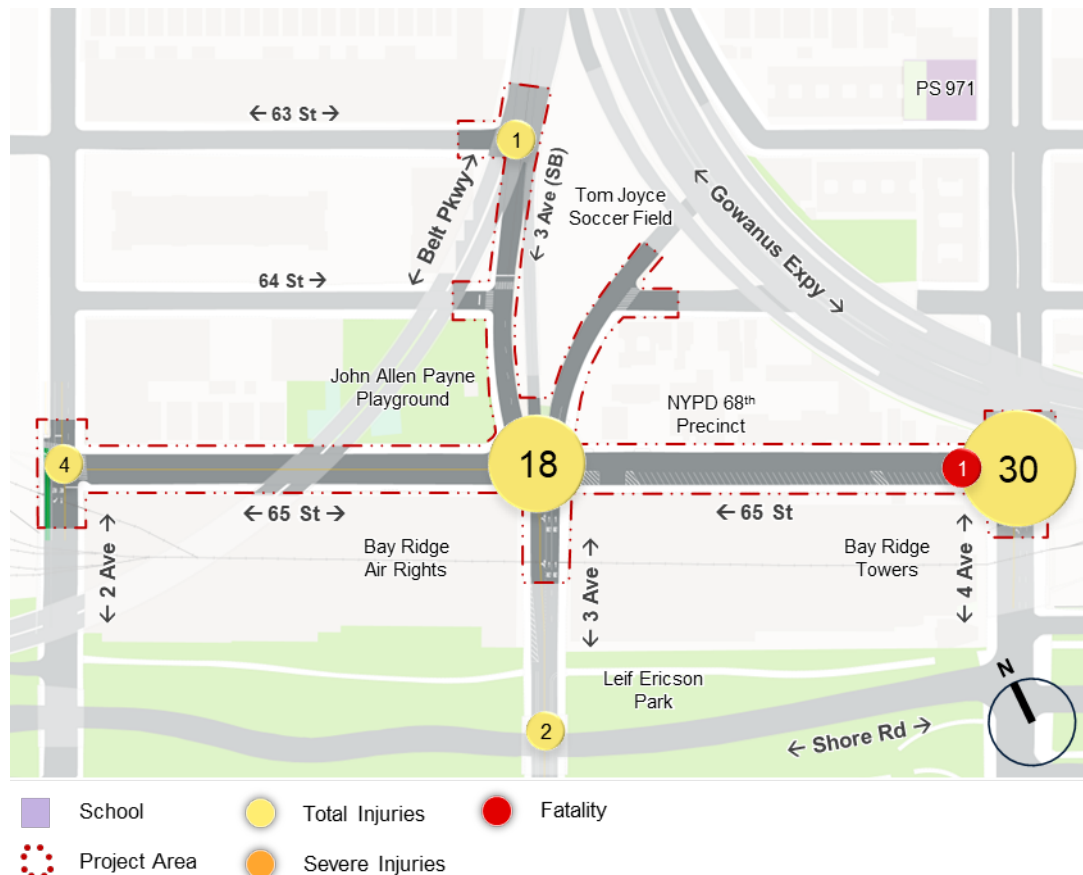 PS 971
← 63 St →
1
← 3 Ave (SB)
Tom Joyce
Soccer Field
← Belt Pkwy →
← Gowanus Expy →
64 St →
John Allen Payne
Playground
NYPD 68th
Precinct
4
18
1
30
← 65 St →
← 65 St
← 2 Ave →
Bay Ridge
Air Rights
← 3 Ave →
Bay Ridge
Towers
← 4 Ave →
Leif Ericson
Park
N
2
← Shore Rd →
School
Total Injuries
Fatality
Project Area
Severe Injuries